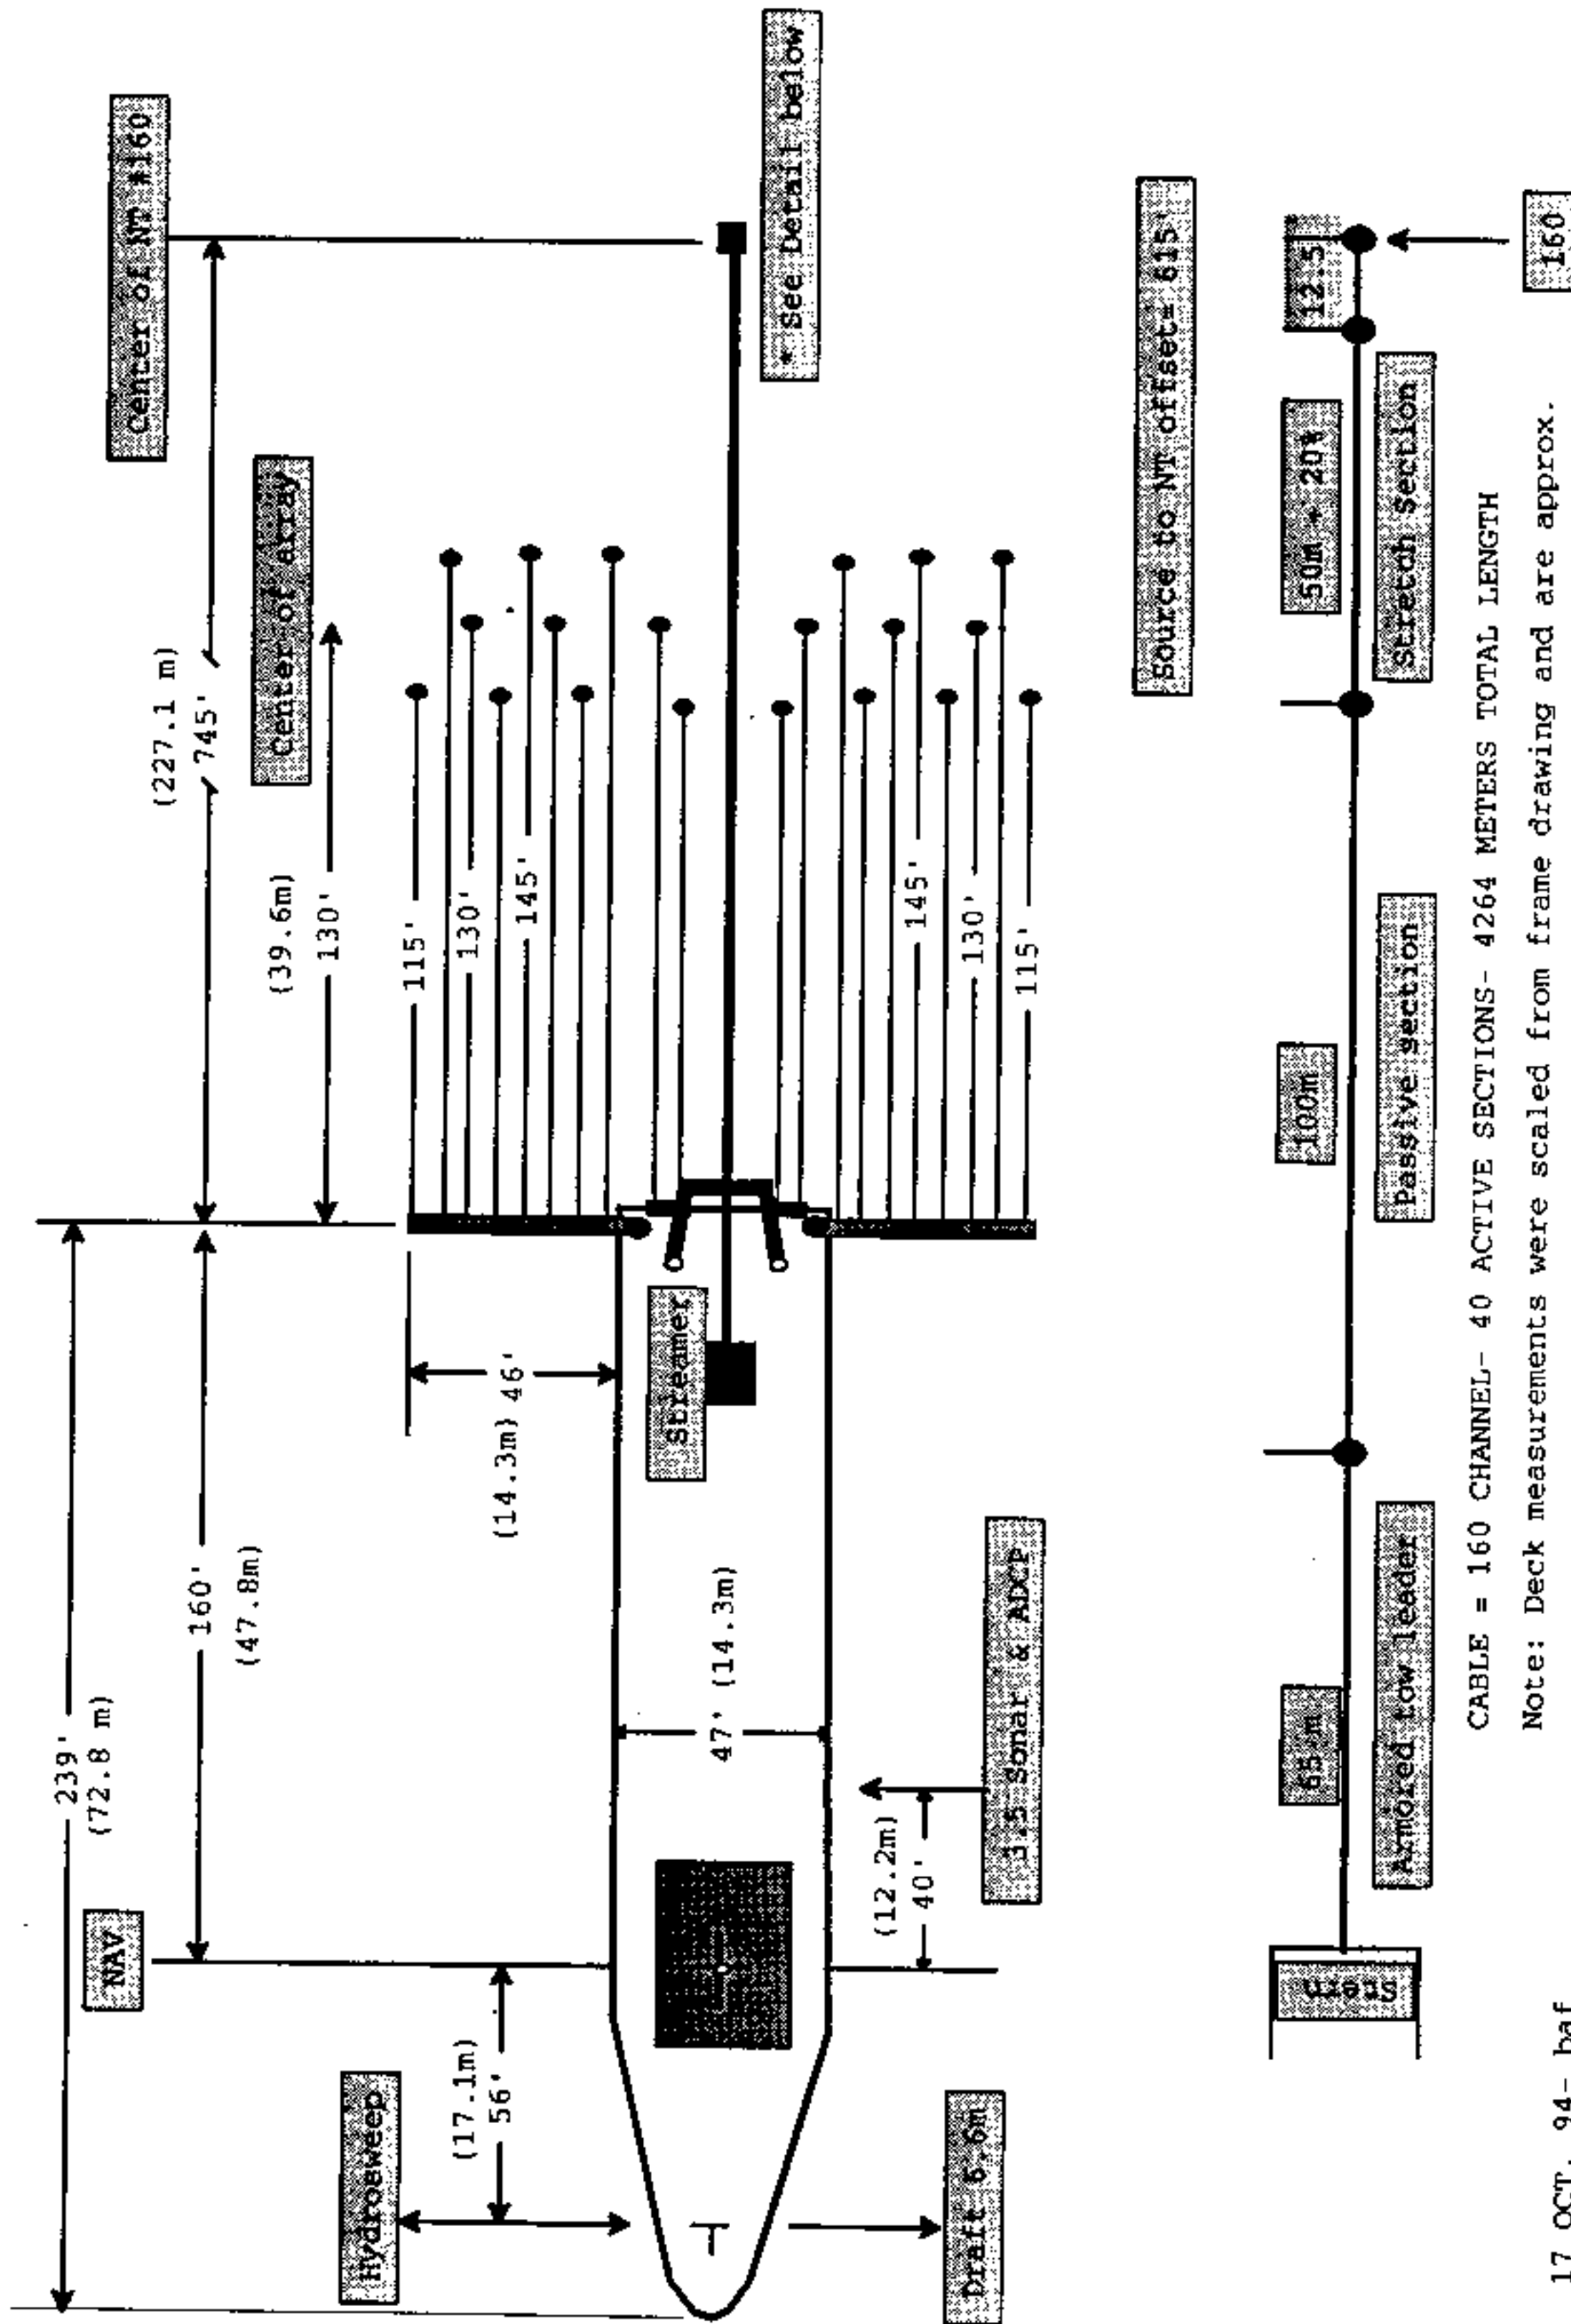 239'
(72.8 m)
NAV
160'
(47.8m)
(227.1 m)
745'
Center of NT #160
Hydrosweep
(17.1m)
56'
(39.6m)
130'
Center of array
(14.3m) 46'
115'
130'
145'
Streamer
47' (14.3m)
(12.2m)
40'
3.5 Sonar & ADCP
Draft 6.6m
145'
130'
115'
* See Detail below
Source to NT offset= 615'
Stern
65 m
100m
50m + 20%
12.5
Armored tow leader
Passive section
Stretch Section
160
CABLE = 160 CHANNEL- 40 ACTIVE SECTIONS- 4264 METERS TOTAL LENGTH
Note: Deck measurements were scaled from frame drawing and are approx.
17 OCT. 94- baf